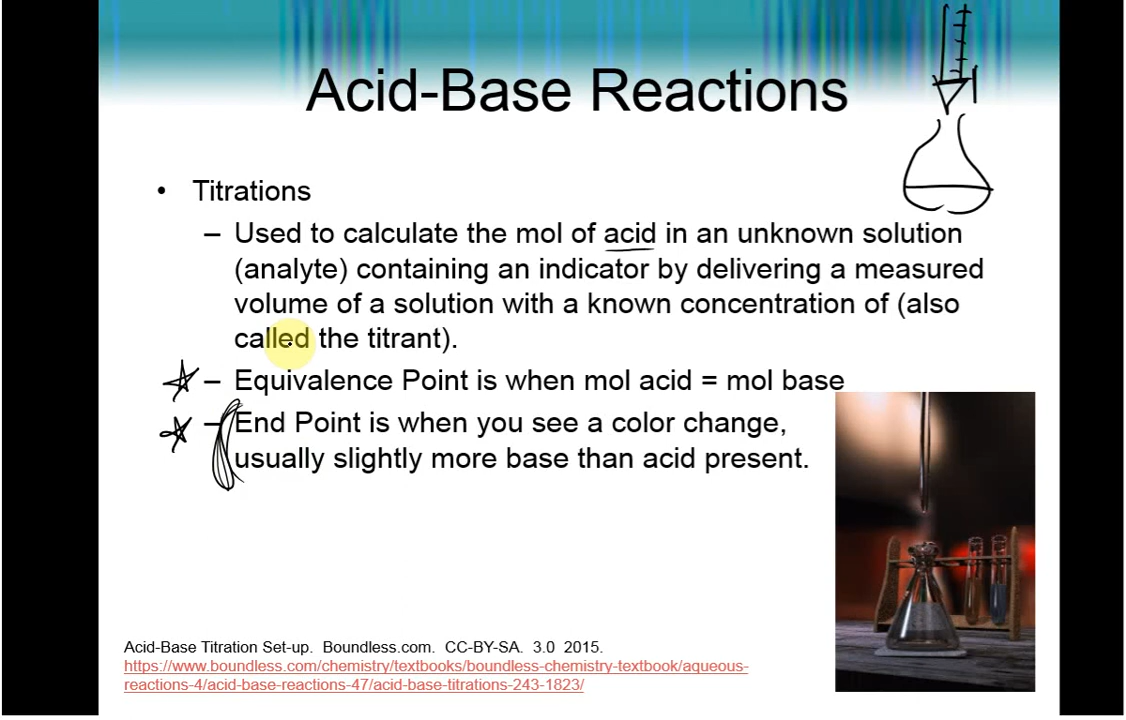 Acid-Base Reactions
• Titrations
– Used to calculate the mol of acid in an unknown solution
(analyte) containing an indicator by delivering a measured
volume of a solution with a known concentration of (also
called the titrant).
– Equivalence Point is when mol acid = mol base
– End Point is when you see a color change,
usually slightly more base than acid present.
Acid-Base Titration Set-up. Boundless.com. CC-BY-SA. 3.0 2015.
https://www.boundless.com/chemistry/textbooks/boundless-chemistry-textbook/aqueous-
reactions-4/acid-base-reactions-47/acid-base-titrations-243-1823/